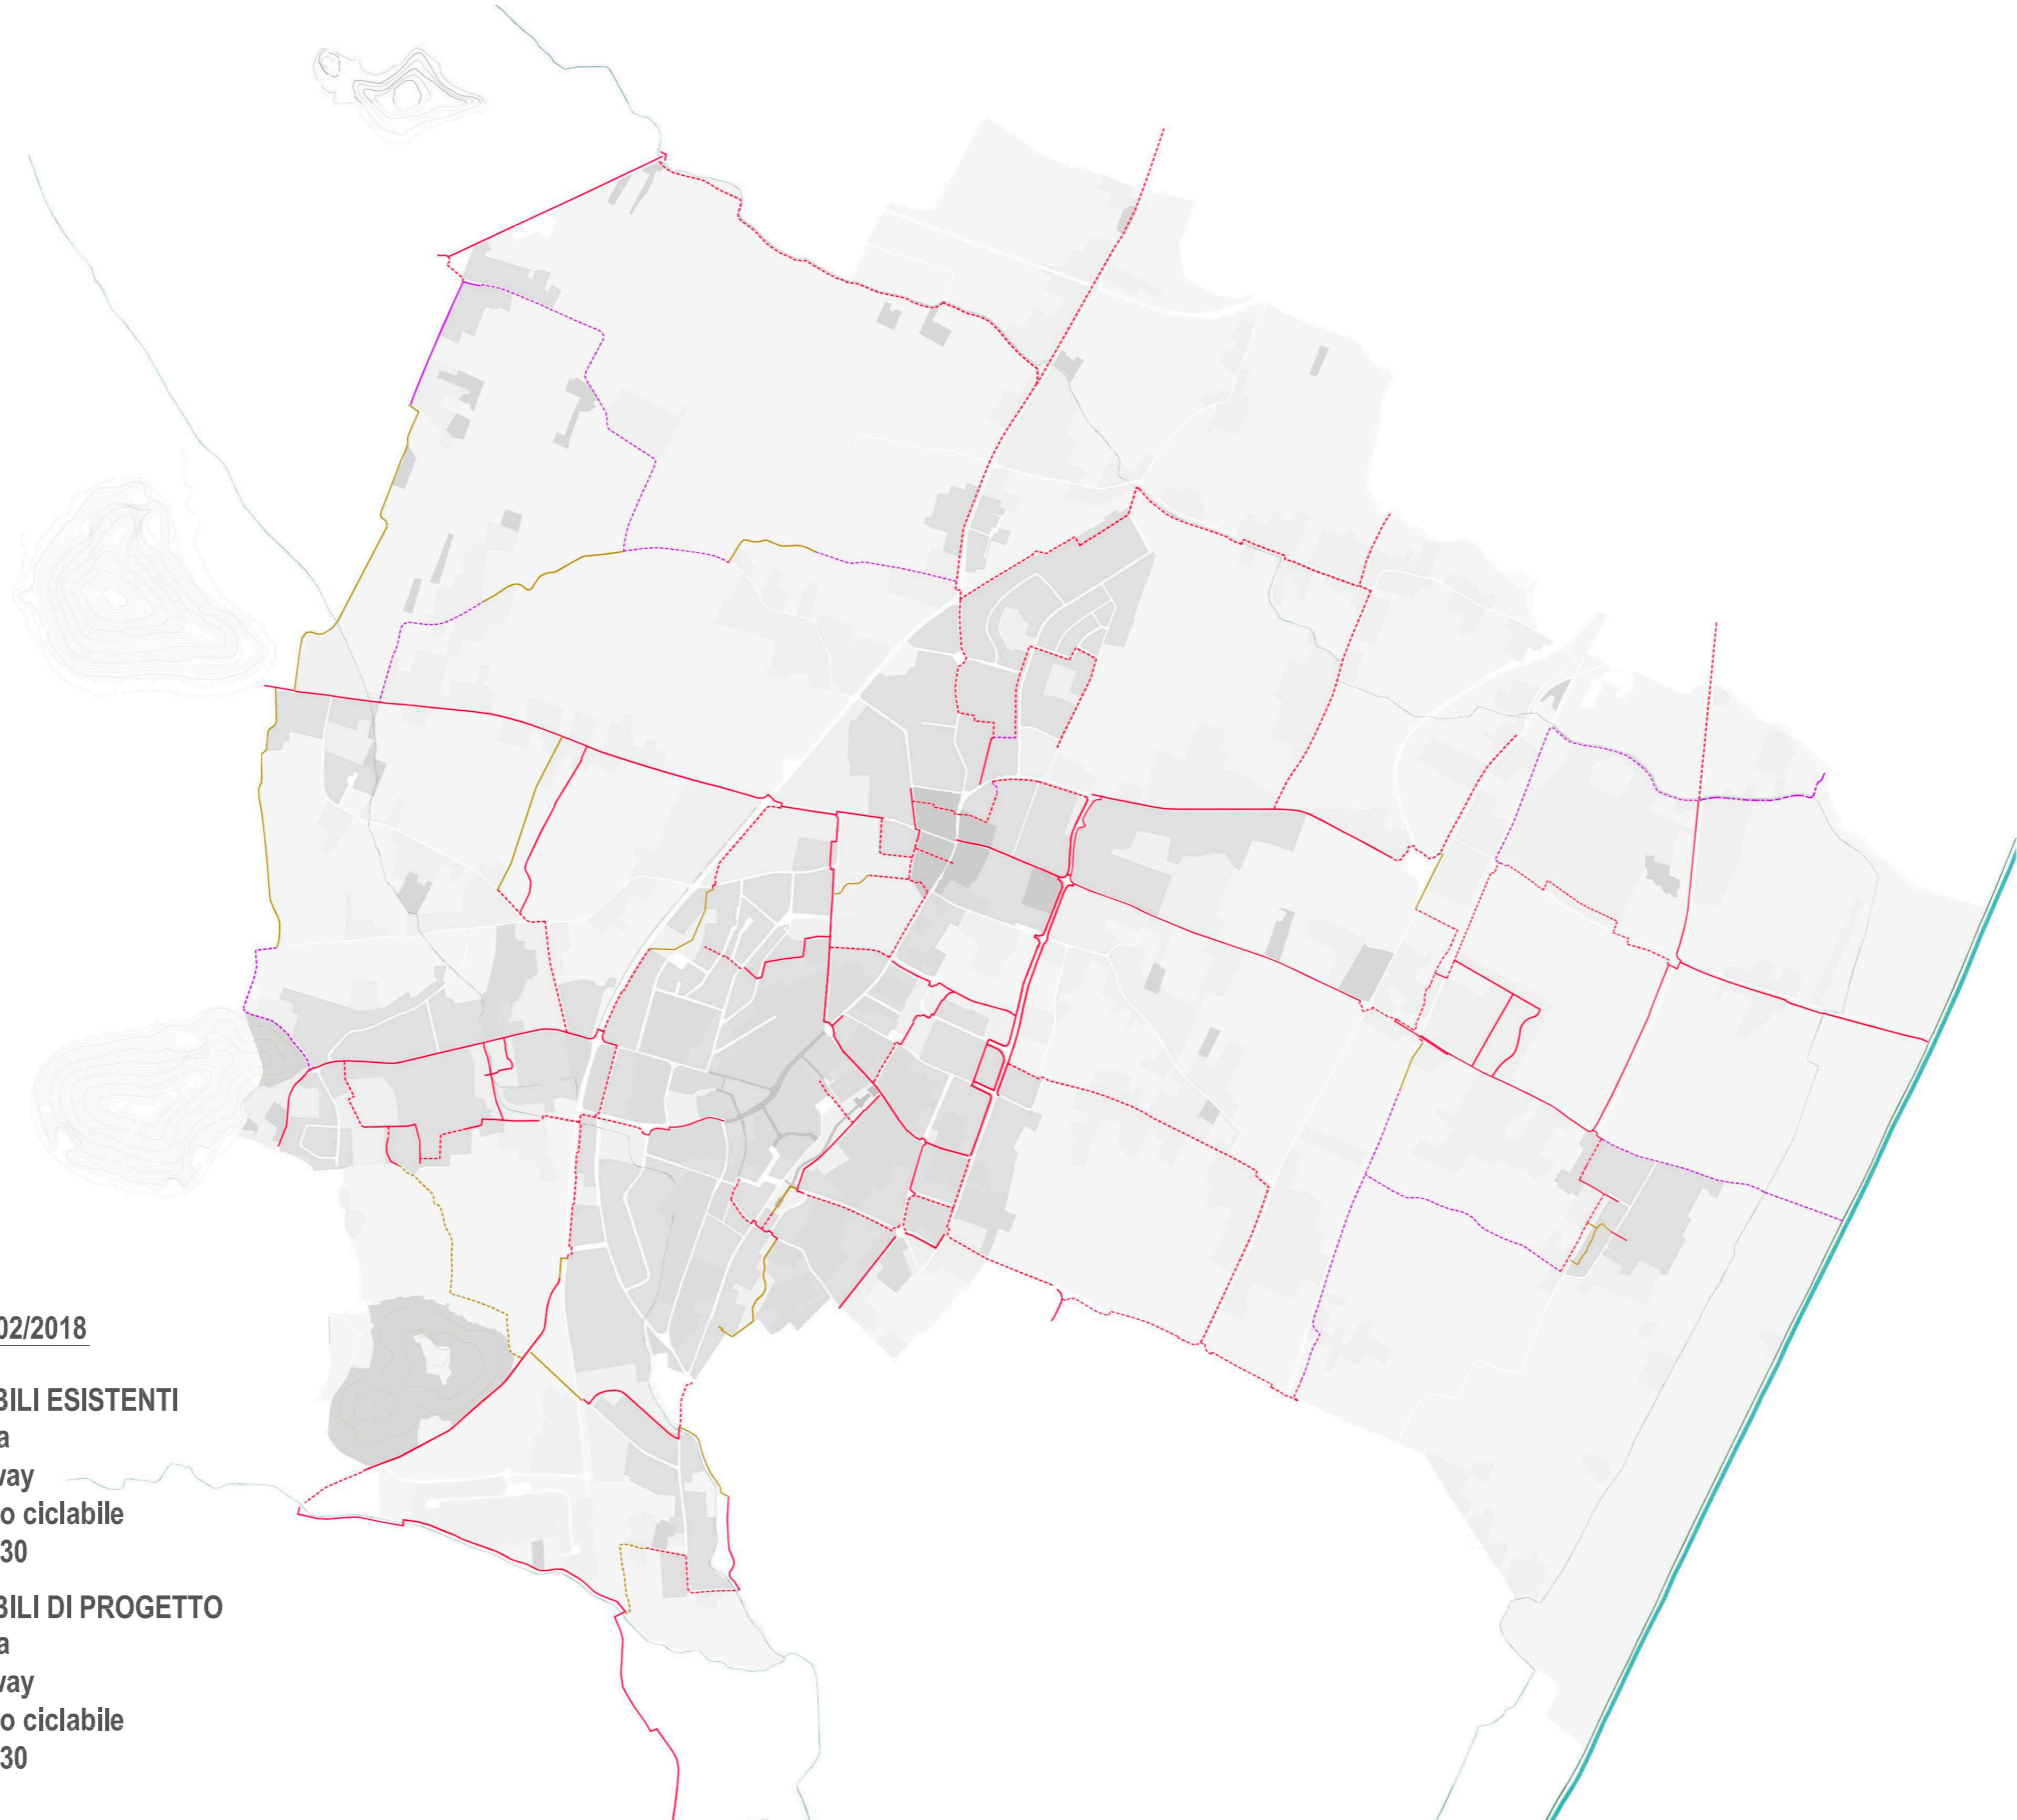 02/2018
BILI ESISTENTI
a
way
o ciclabile
30
BILI DI PROGETTO
a
way
o ciclabile
30